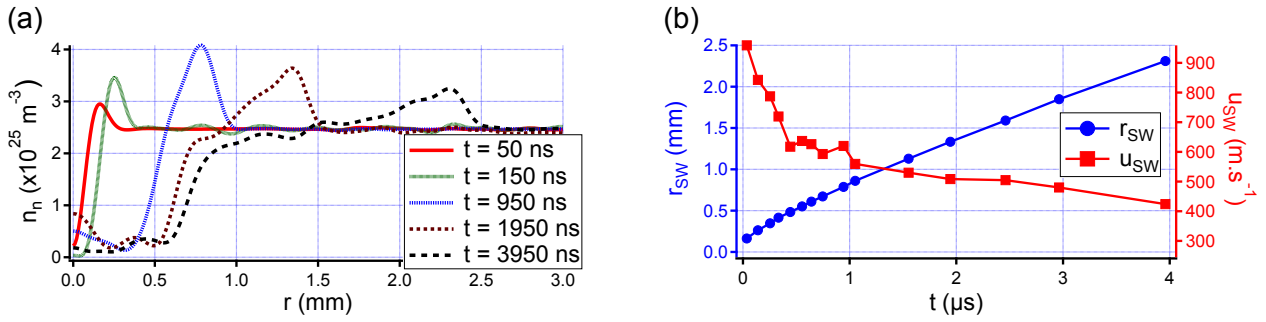 (a)
n_n (x10^25 m^-3)
4
3
2
1
0
0.0 0.5 1.0 1.5 2.0 2.5 3.0
r (mm)
t = 50 ns
t = 150 ns
t = 950 ns
t = 1950 ns
t = 3950 ns
(b)
r_SW (mm)
2.5
2.0
1.5
1.0
0.5
0.0
0 1 2 3 4
t (µs)
r_SW
u_SW
900
800
700
600
500
400
300
u_SW (m.s^-1)